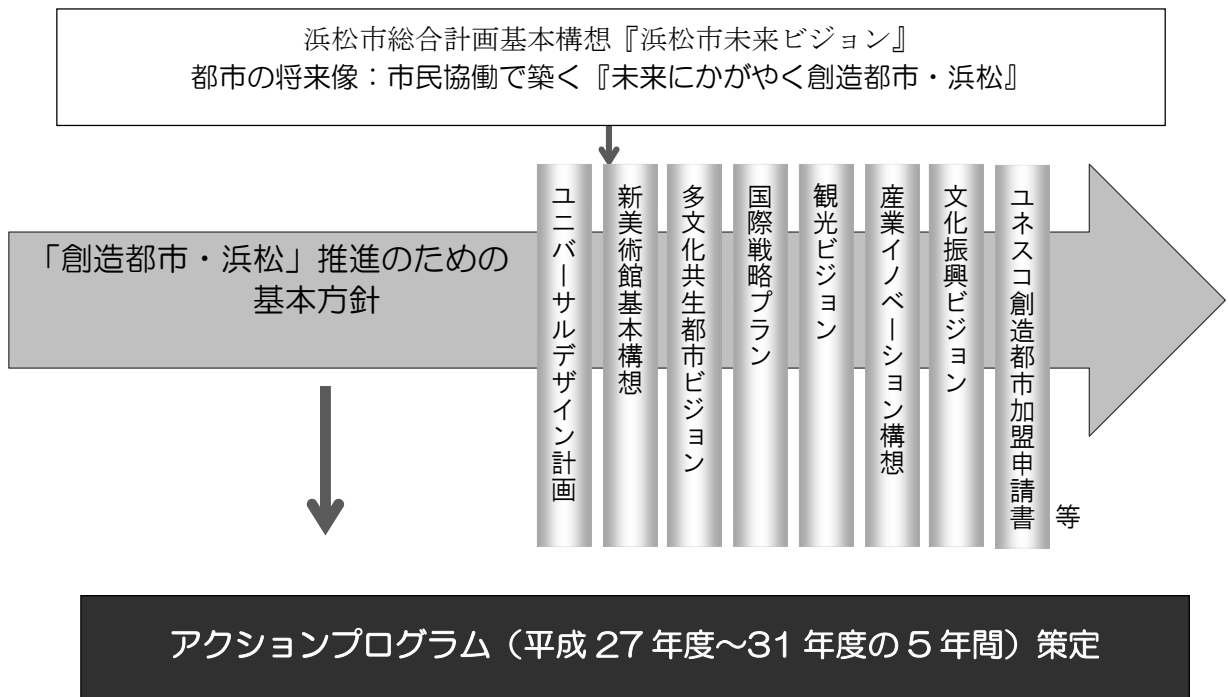 浜松市総合計画基本構想『浜松市未来ビジョン』
都市の将来像：市民協働で築く『未来にかがやく創造都市・浜松』
「創造都市・浜松」推進のための
基本方針
ユニバーサルデザイン計画
新美術館基本構想
多文化共生都市ビジョン
国際戦略プラン
観光ビジョン
産業イノベーション構想
文化振興ビジョン
ユネスコ創造都市加盟申請書
等
アクションプログラム（平成 27 年度～31 年度の 5 年間）策定